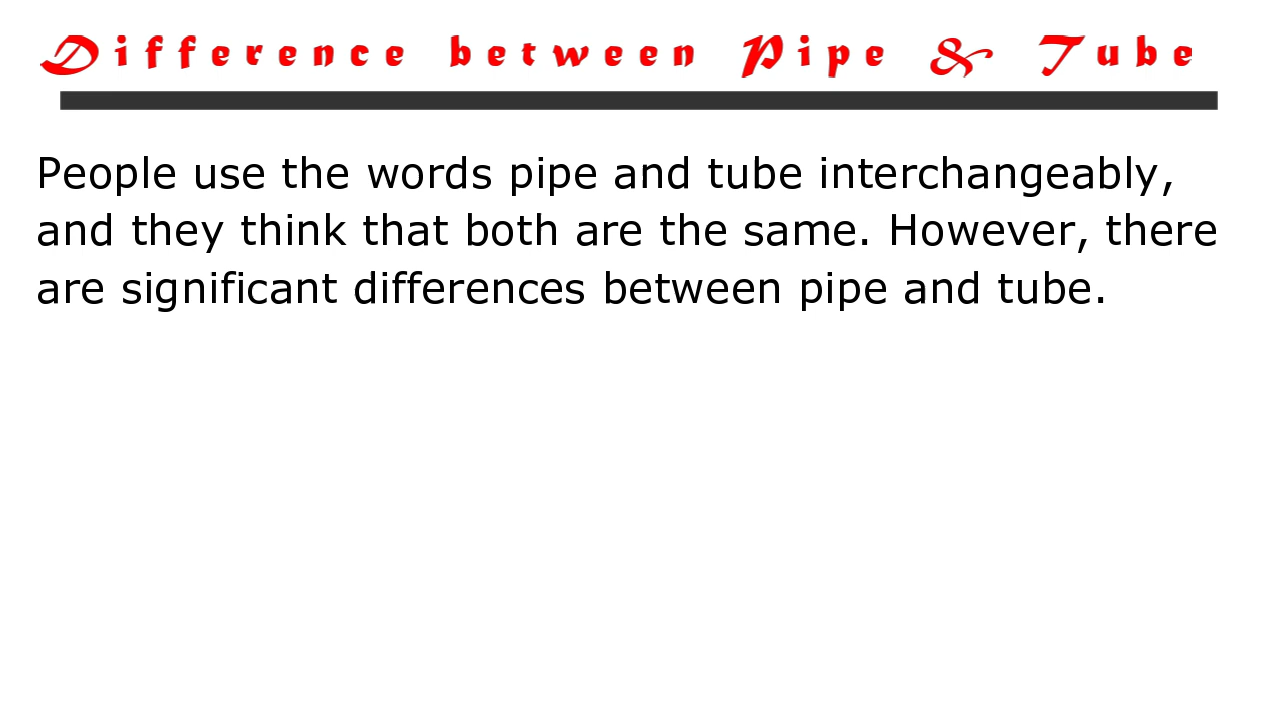 Difference between Pipe & Tube
People use the words pipe and tube interchangeably,
and they think that both are the same. However, there
are significant differences between pipe and tube.